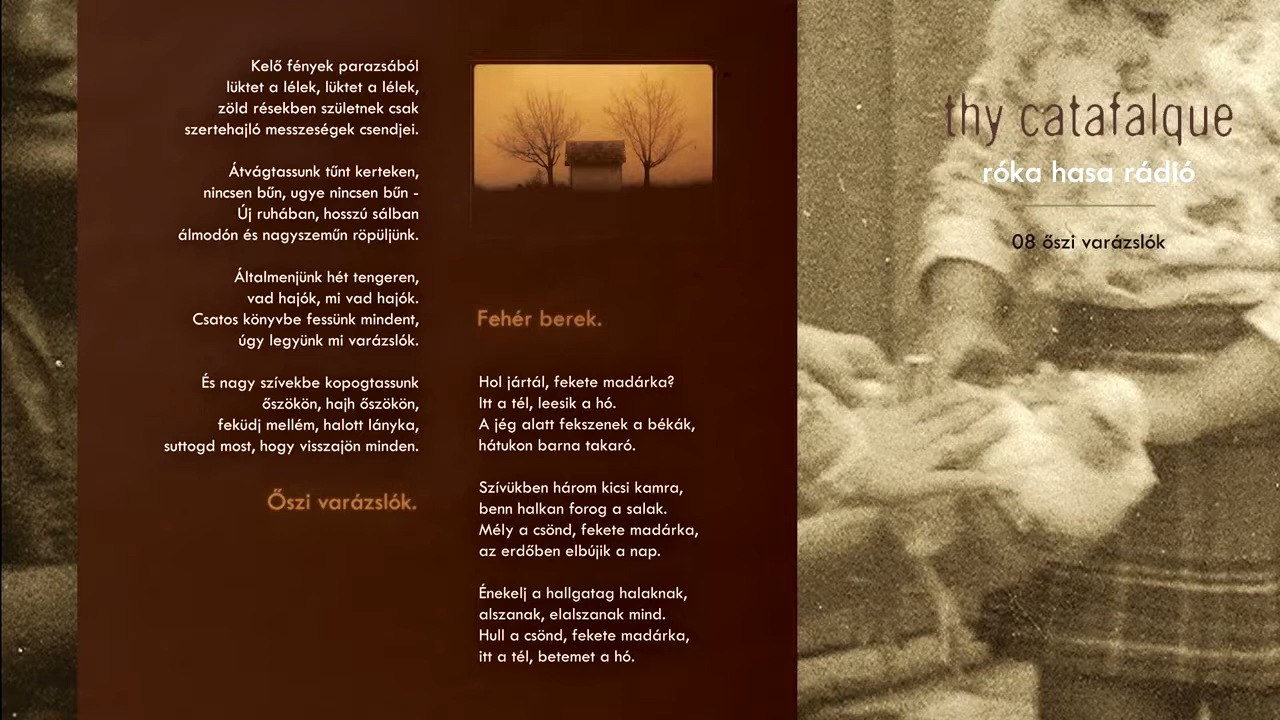 Kelő fények parazsából
lüktet a lélek, lüktet a lélek,
zöld résekben születnek csak
szertehajló messzeségek csendjei.
Átvágtassunk tűnt kerteken,
nincsen bűn, ugye nincsen bűn -
Új ruhában, hosszú sálban
álmodón és nagyszeműn röpüljünk.
Általmenjünk hét tengeren,
vad hajók, mi vad hajók.
Csatos könyvbe fessünk mindent,
úgy legyünk mi varázslók.
És nagy szívekbe kopogtassunk
őszökön, hajh őszökön,
feküdj mellém, halott lányka,
suttogd most, hogy visszajön minden.
Őszi varázslók.
Fehér berek.
Hol jártál, fekete madárka?
Itt a tél, leesik a hó.
A jég alatt fekszenek a békák,
hátukon barna takaró.
Szívükben három kicsi kamra,
benn halkan forog a salak.
Mély a csönd, fekete madárka,
az erdőben elbújik a nap.
Énekelj a hallgatag halaknak,
alszanak, elalszanak mind.
Hull a csönd, fekete madárka,
itt a tél, betemet a hó.
thy catafalque
róka hasa rádió
08 őszi varázslók